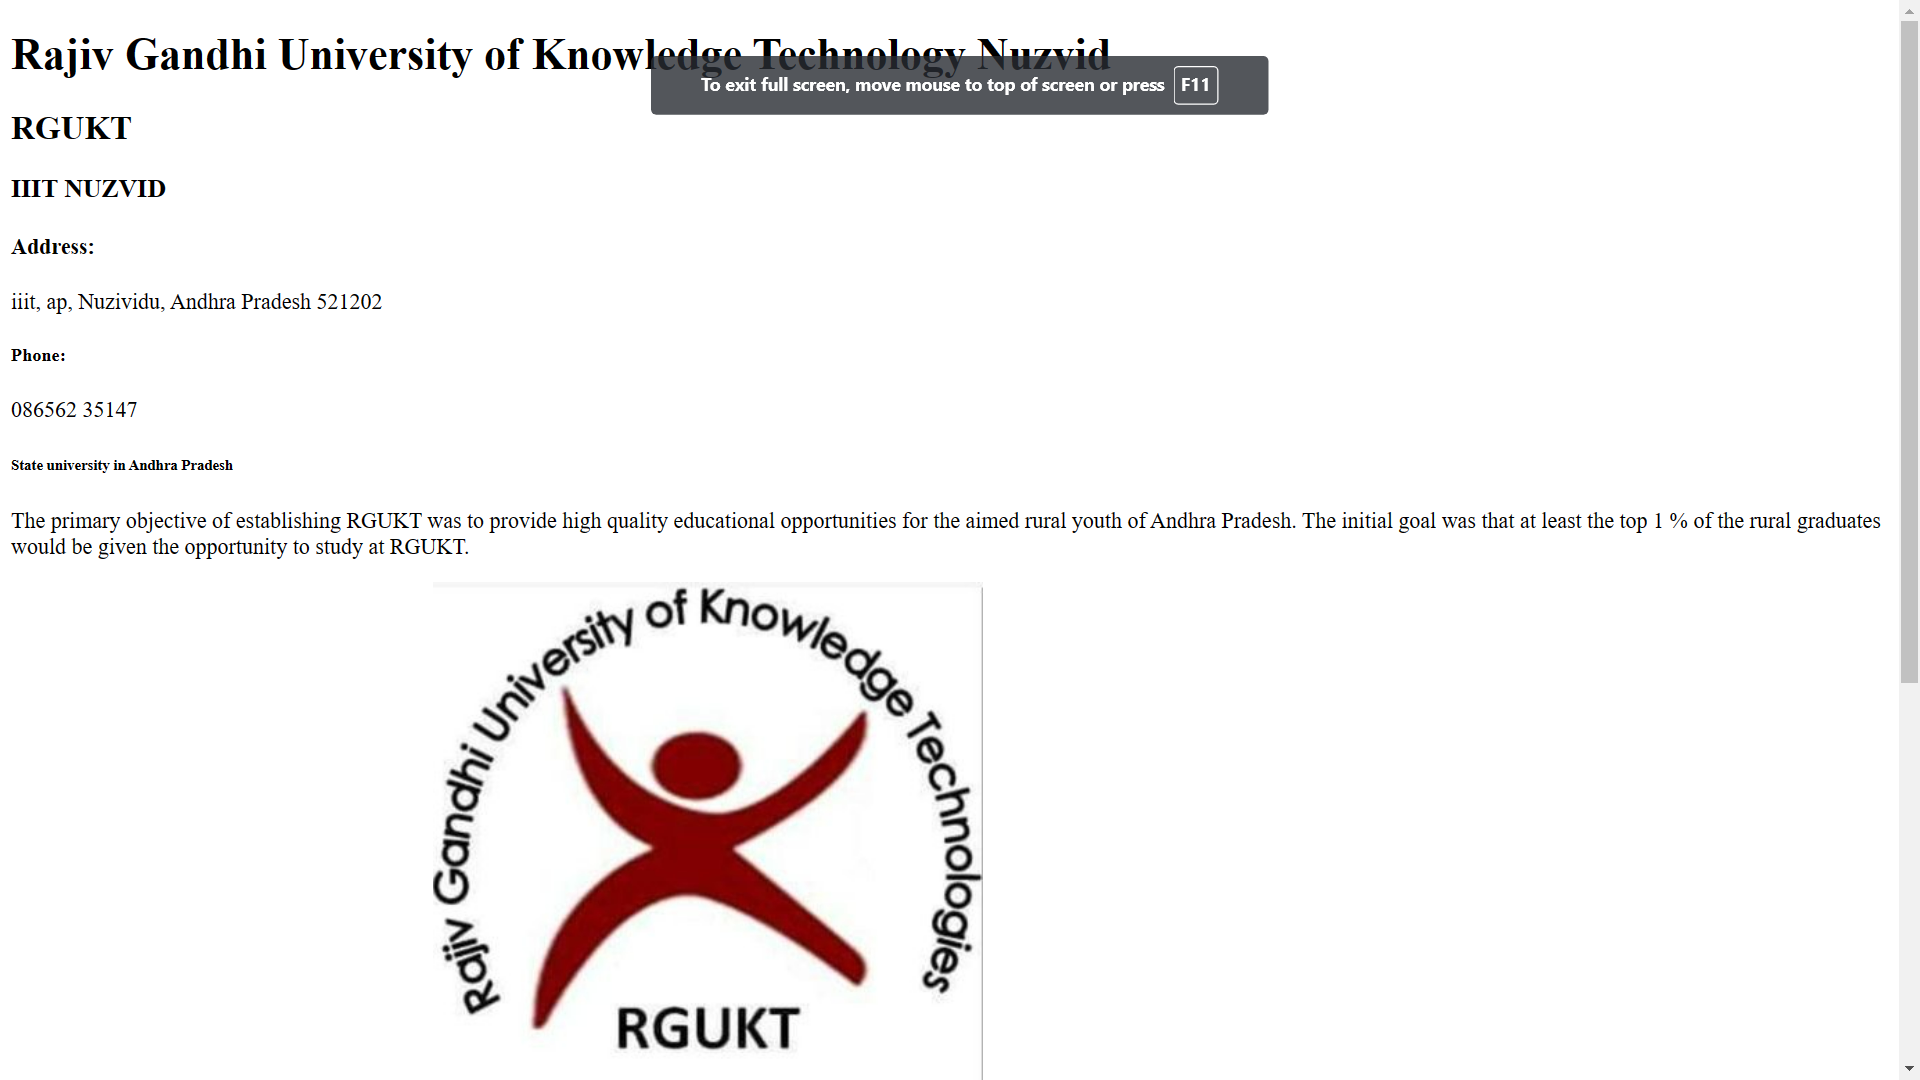 Rajiv Gandhi University of Knowledge Technology Nuzvid
To exit full screen, move mouse to top of screen or press F11
RGUKT
IIIT NUZVID
Address:
iiit, ap, Nuzividu, Andhra Pradesh 521202
Phone:
086562 35147
State university in Andhra Pradesh
The primary objective of establishing RGUKT was to provide high quality educational opportunities for the aimed rural youth of Andhra Pradesh. The initial goal was that at least the top 1 % of the rural graduates
would be given the opportunity to study at RGUKT.
Rajiv Gandhi University of Knowledge Technologies
RGUKT